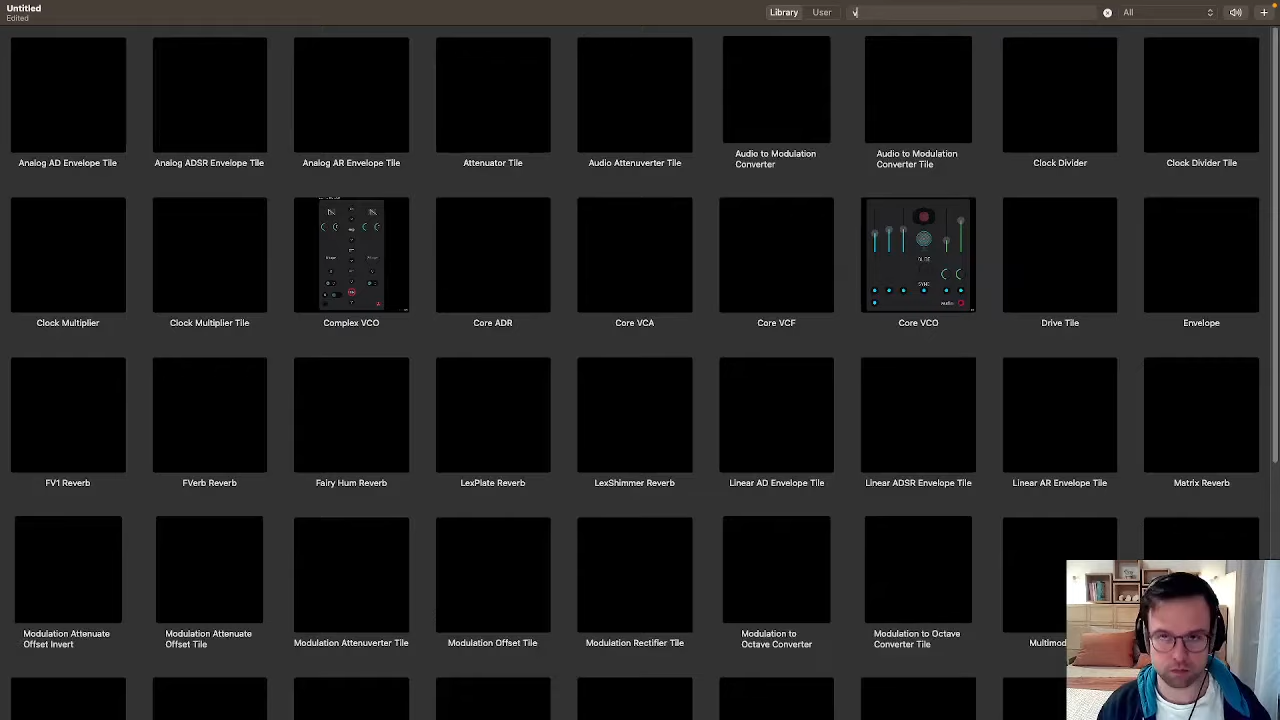 Untitled
Edited
Library
User
v
All
Analog AD Envelope Tile
Analog ADSR Envelope Tile
Analog AR Envelope Tile
Attenuator Tile
Audio Attenuverter Tile
Audio to Modulation
Converter
Audio to Modulation
Converter Tile
Clock Divider
Clock Divider Tile
SYNC
AUDIO
Clock Multiplier
Clock Multiplier Tile
Complex VCO
Core ADR
Core VCA
Core VCF
Core VCO
Drive Tile
Envelope
FV1 Reverb
FVerb Reverb
Fairy Hum Reverb
LexPlate Reverb
LexShimmer Reverb
Linear AD Envelope Tile
Linear ADSR Envelope Tile
Linear AR Envelope Tile
Matrix Reverb
Modulation Attenuate
Offset Invert
Modulation Attenuate
Offset Tile
Modulation Attenuverter Tile
Modulation Offset Tile
Modulation Rectifier Tile
Modulation to
Octave Converter
Modulation to Octave
Converter Tile